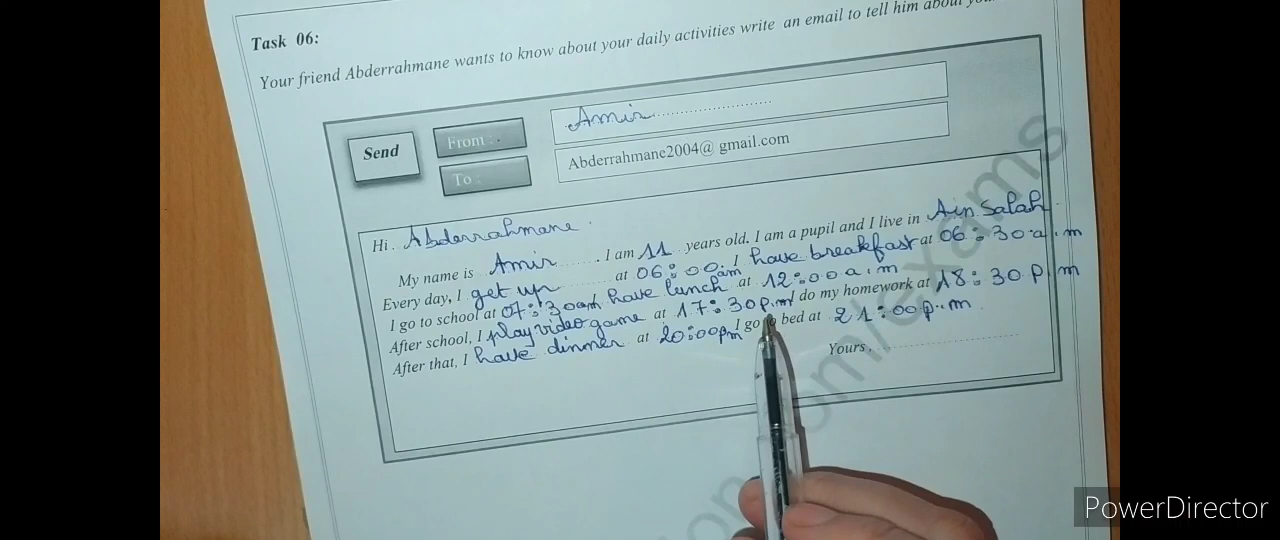 Task 06:
Your friend Abderrahmane wants to know about your daily activities write an email to tell him about
Send
From :
Amir
To :
Abderrahmane2004@ gmail.com
Hi. Abderrahmane.
My name is Amir. I am 11 years old. I am a pupil and I live in Ain Salah.
Every day, I get up at 06:00 am. I have breakfast at 06:30 a.m
I go to school at 07:30 am have lunch at 12:00 a.m
After school, I play video game at 17:30 p.m I do my homework at 18:30 p.m
After that, I have dinner at 20:00 pm I go to bed at 21:00 p.m
Yours,
om/exams
PowerDirector